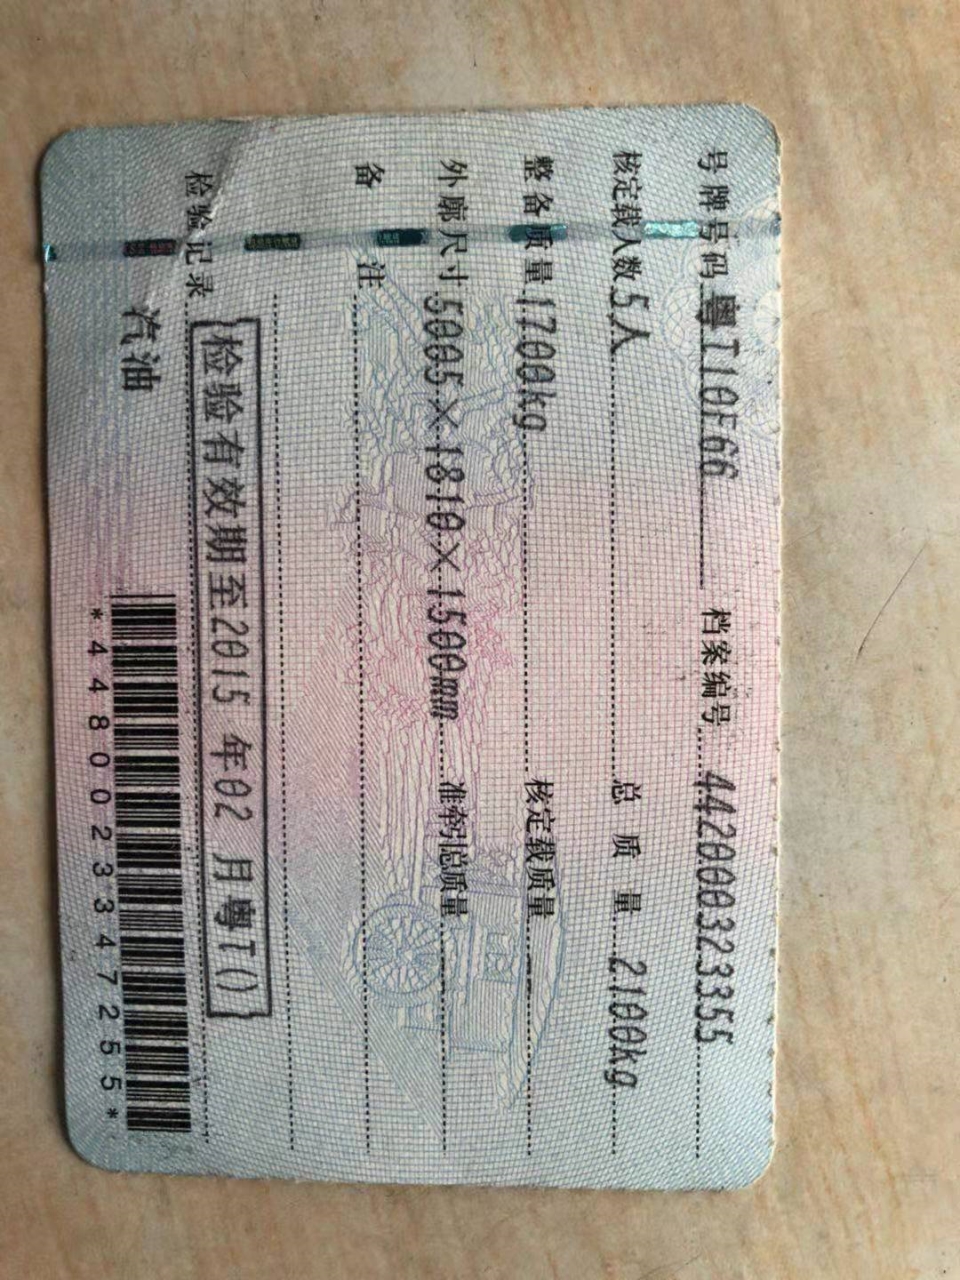 号牌号码 粤T10F66 档案编号 442000323355
核定载人数 5人 总质量 2100kg
整备质量 1700kg 核定载质量
外廓尺寸 5005×1810×1500mm 准牵引总质量
备注
检验记录 检验有效期至2015年02月粤T()
汽油
*4480023347255*